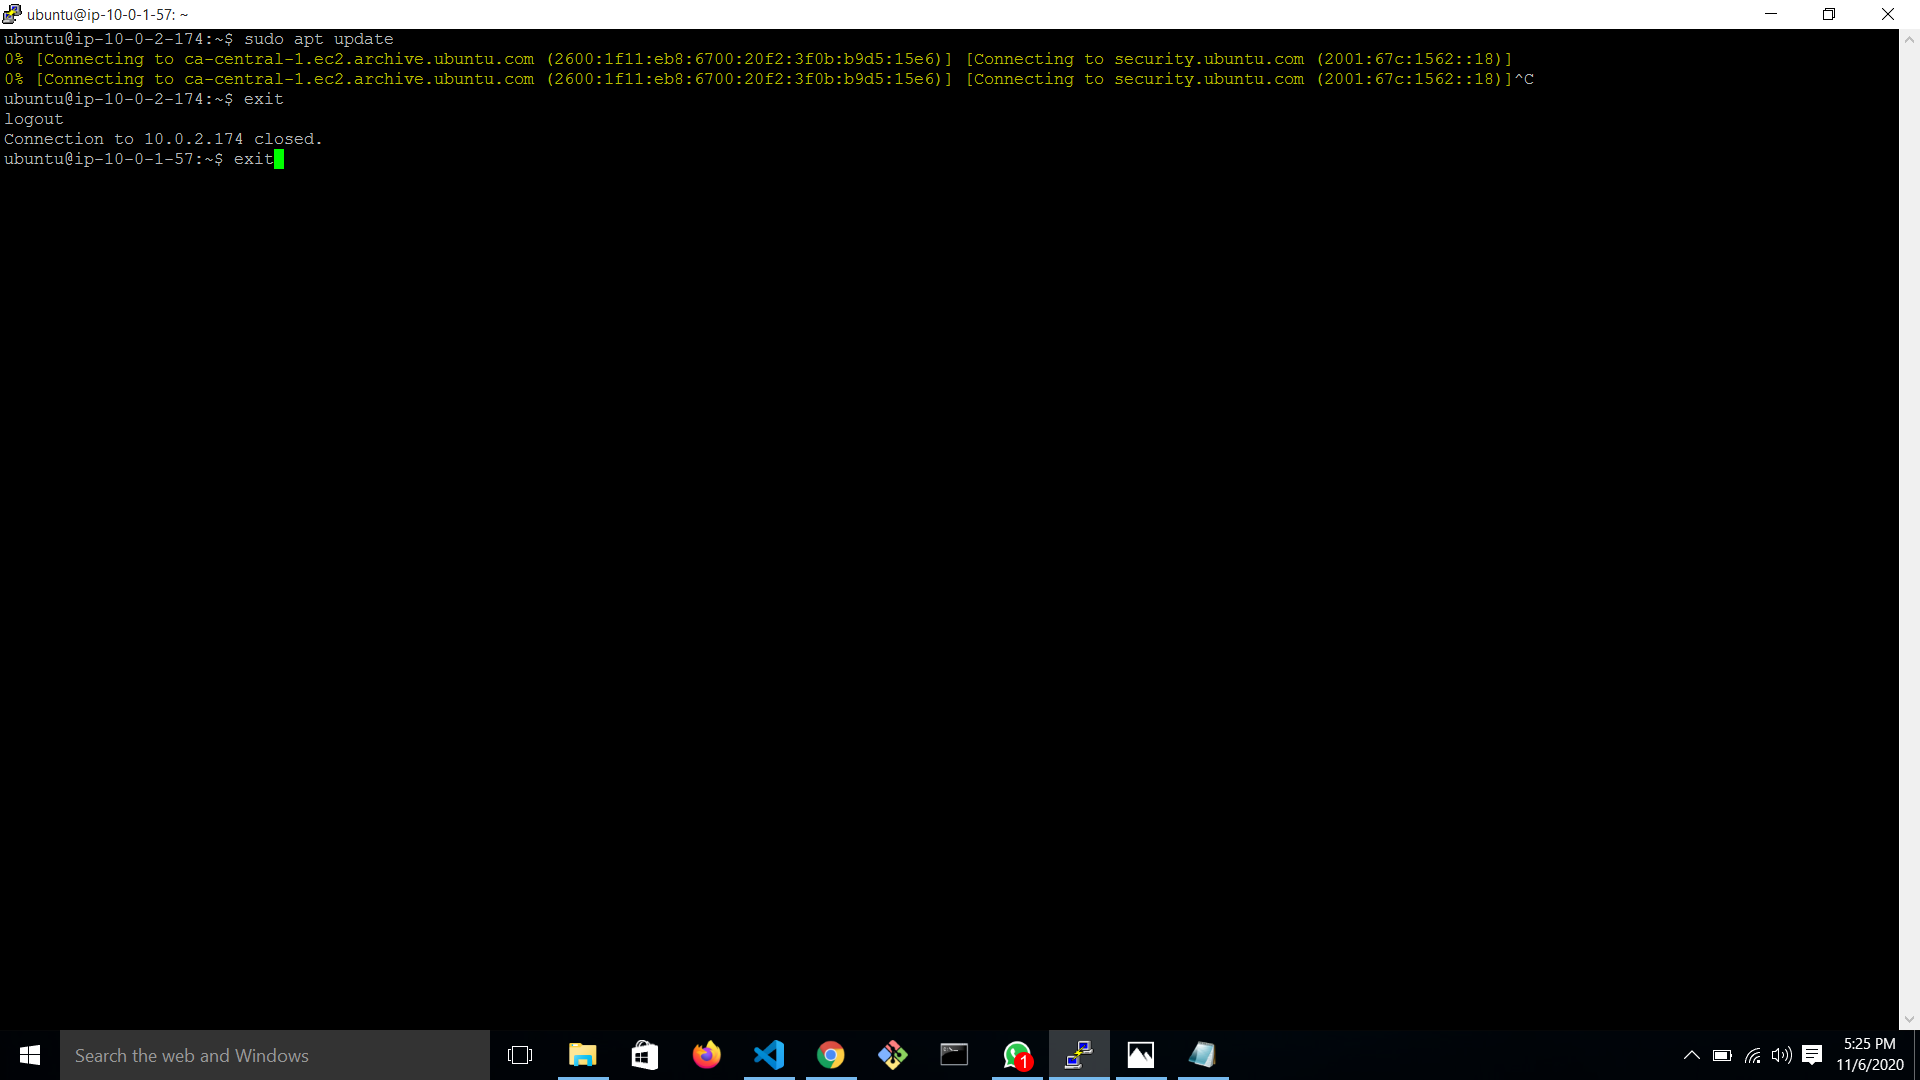 ubuntu@ip-10-0-1-57: ~
ubuntu@ip-10-0-2-174:~$ sudo apt update
0% [Connecting to ca-central-1.ec2.archive.ubuntu.com (2600:1f11:eb8:6700:20f2:3f0b:b9d5:15e6)] [Connecting to security.ubuntu.com (2001:67c:1562::18)]
0% [Connecting to ca-central-1.ec2.archive.ubuntu.com (2600:1f11:eb8:6700:20f2:3f0b:b9d5:15e6)] [Connecting to security.ubuntu.com (2001:67c:1562::18)]^C
ubuntu@ip-10-0-2-174:~$ exit
logout
Connection to 10.0.2.174 closed.
ubuntu@ip-10-0-1-57:~$ exit
Search the web and Windows
1
5:25 PM
11/6/2020